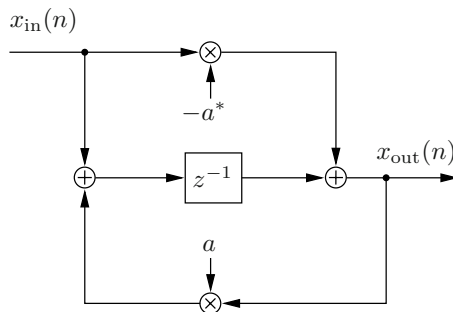 x_in(n)
−a*
x_out(n)
z⁻¹
a